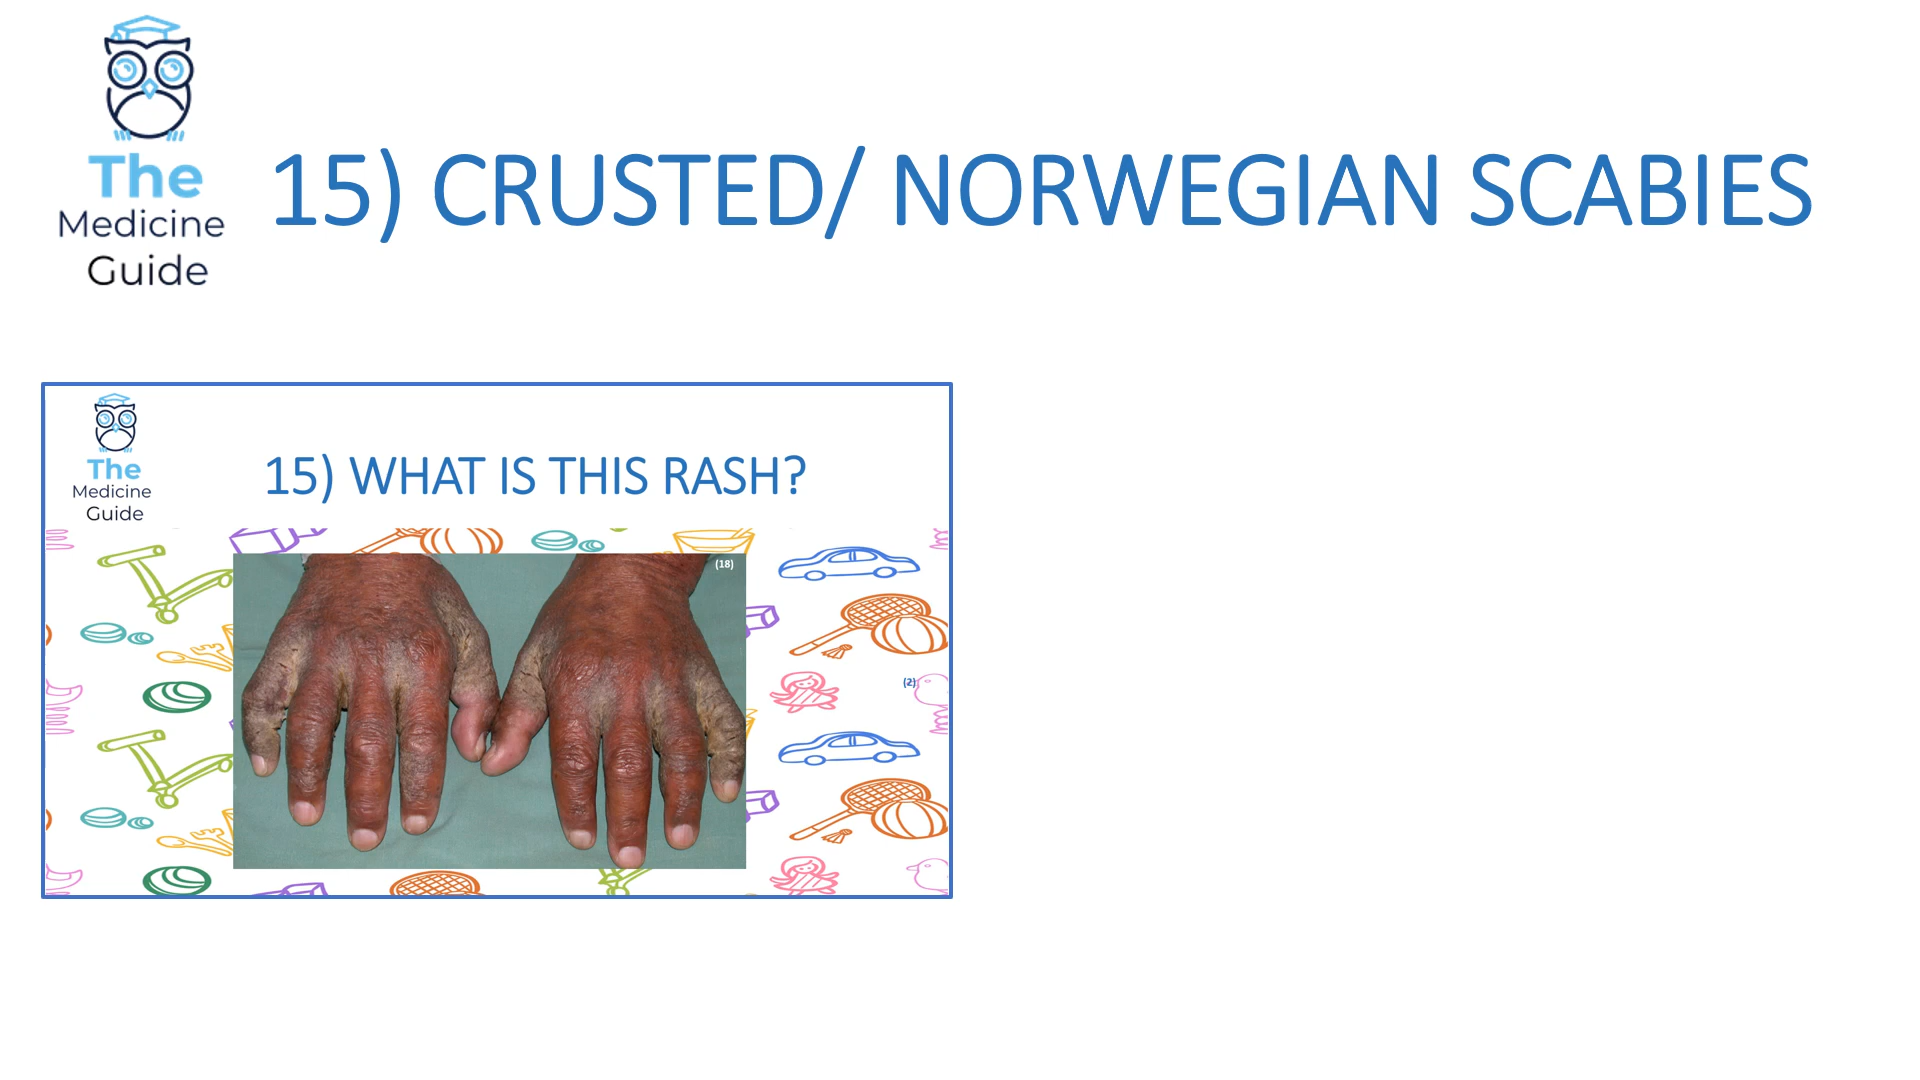 The
Medicine
Guide
15) CRUSTED/ NORWEGIAN SCABIES
The
Medicine
Guide
15) WHAT IS THIS RASH?
(18)
(2)